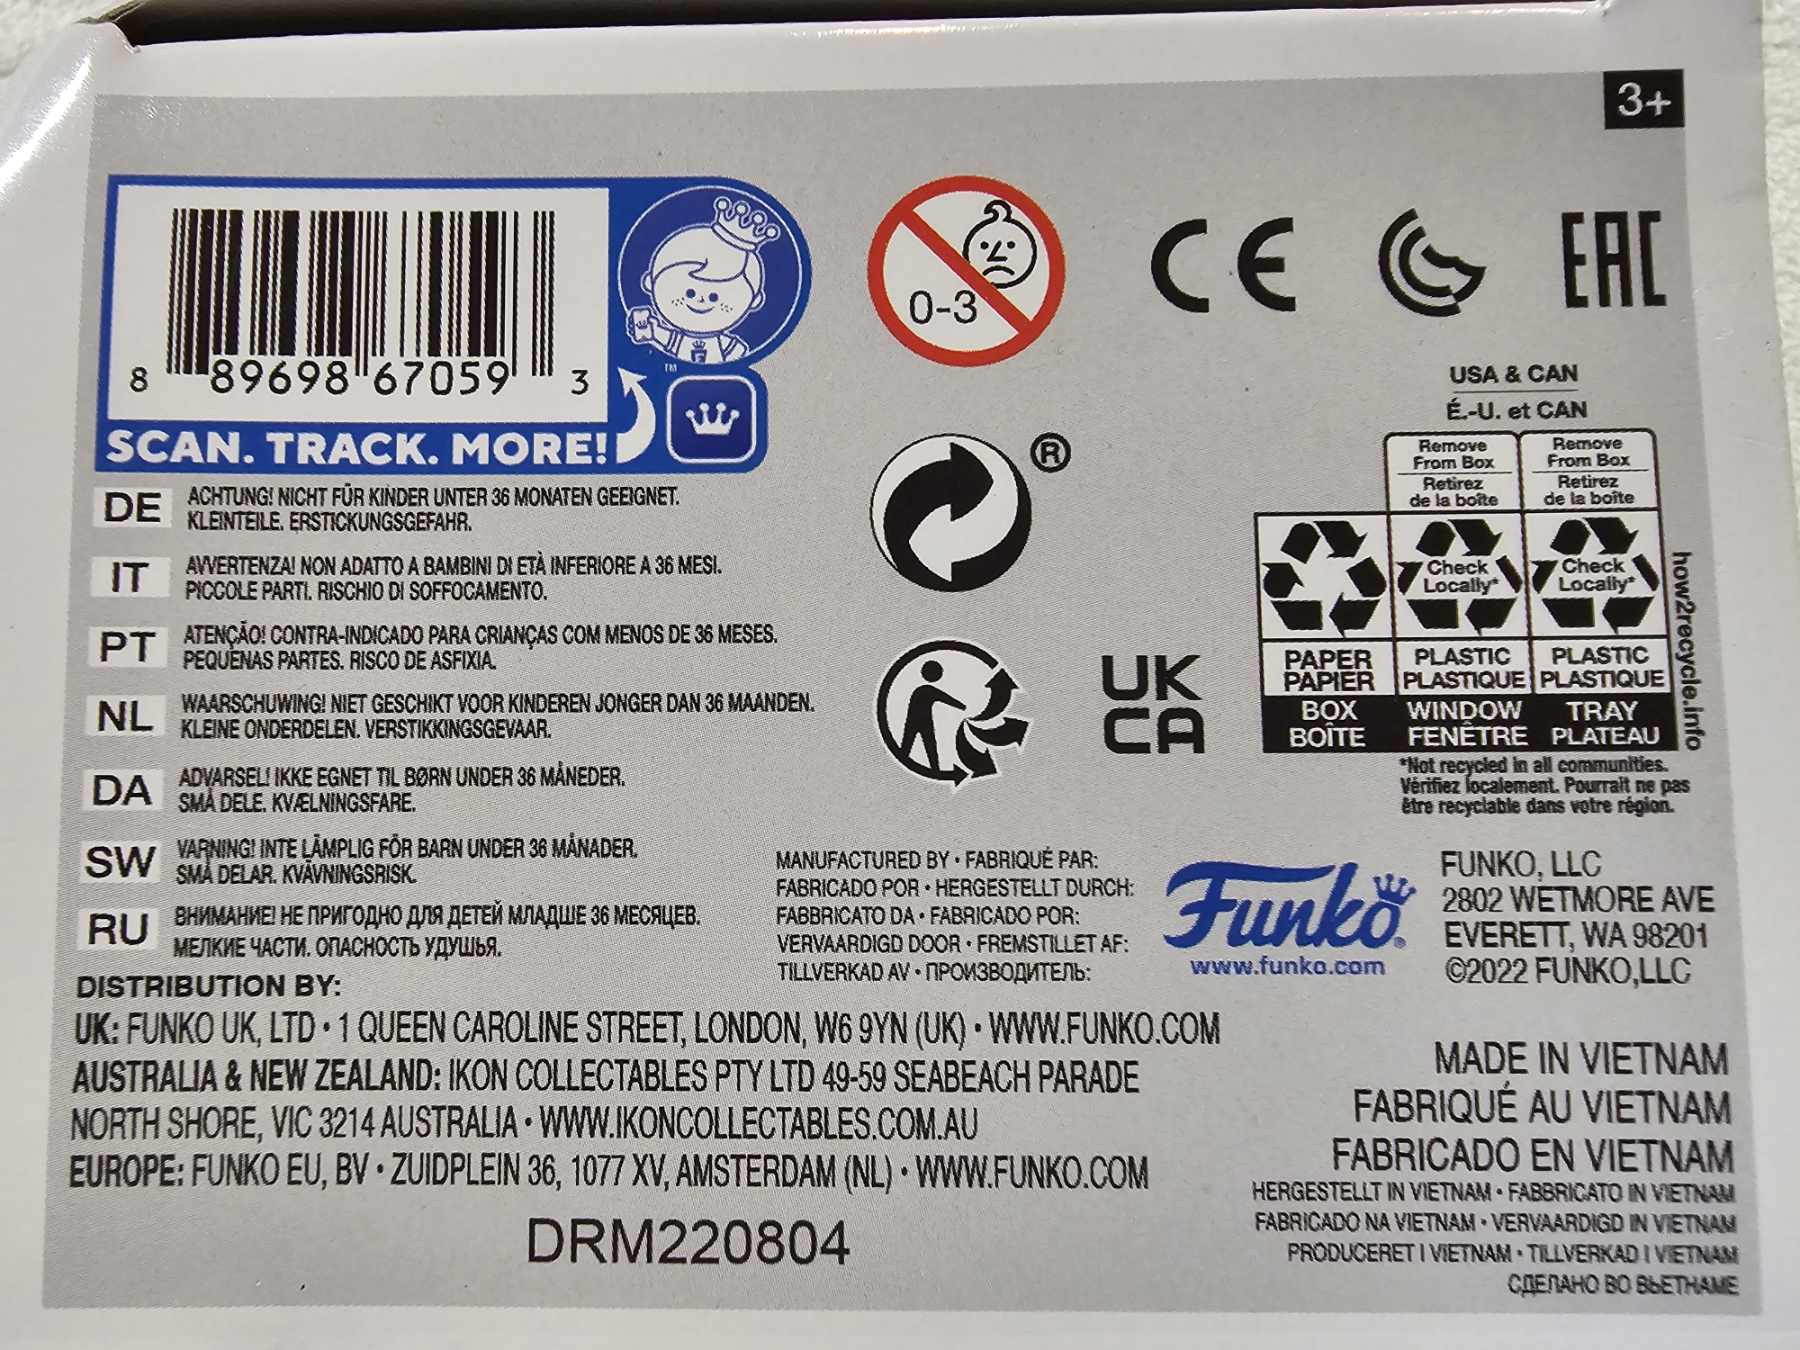 3+
8 89698 67059 3
™
SCAN. TRACK. MORE!
0-3
CE
EAC
®
UK
CA
USA & CAN
É.-U. et CAN
Remove From Box
Retirez de la boîte
Remove From Box
Retirez de la boîte
Check Locally*
Check Locally*
PAPER PAPIER
PLASTIC PLASTIQUE
PLASTIC PLASTIQUE
BOX BOÎTE
WINDOW FENÊTRE
TRAY PLATEAU
how2recycle.info
*Not recycled in all communities.
Vérifiez localement. Pourrait ne pas
être recyclable dans votre région.
DE ACHTUNG! NICHT FÜR KINDER UNTER 36 MONATEN GEEIGNET.
KLEINTEILE. ERSTICKUNGSGEFAHR.
IT AVVERTENZA! NON ADATTO A BAMBINI DI ETÀ INFERIORE A 36 MESI.
PICCOLE PARTI. RISCHIO DI SOFFOCAMENTO.
PT ATENÇÃO! CONTRA-INDICADO PARA CRIANÇAS COM MENOS DE 36 MESES.
PEQUENAS PARTES. RISCO DE ASFIXIA.
NL WAARSCHUWING! NIET GESCHIKT VOOR KINDEREN JONGER DAN 36 MAANDEN.
KLEINE ONDERDELEN. VERSTIKKINGSGEVAAR.
DA ADVARSEL! IKKE EGNET TIL BØRN UNDER 36 MÅNEDER.
SMÅ DELE. KVÆLNINGSFARE.
SW VARNING! INTE LÄMPLIG FÖR BARN UNDER 36 MÅNADER.
SMÅ DELAR. KVÄVNINGSRISK.
RU ВНИМАНИЕ! НЕ ПРИГОДНО ДЛЯ ДЕТЕЙ МЛАДШЕ 36 МЕСЯЦЕВ.
МЕЛКИЕ ЧАСТИ. ОПАСНОСТЬ УДУШЬЯ.
MANUFACTURED BY • FABRIQUÉ PAR:
FABRICADO POR • HERGESTELLT DURCH:
FABBRICATO DA • FABRICADO POR:
VERVAARDIGD DOOR • FREMSTILLET AF:
TILLVERKAD AV • ПРОИЗВОДИТЕЛЬ:
Funko®
www.funko.com
FUNKO, LLC
2802 WETMORE AVE
EVERETT, WA 98201
©2022 FUNKO,LLC
DISTRIBUTION BY:
UK: FUNKO UK, LTD • 1 QUEEN CAROLINE STREET, LONDON, W6 9YN (UK) • WWW.FUNKO.COM
AUSTRALIA & NEW ZEALAND: IKON COLLECTABLES PTY LTD 49-59 SEABEACH PARADE
NORTH SHORE, VIC 3214 AUSTRALIA • WWW.IKONCOLLECTABLES.COM.AU
EUROPE: FUNKO EU, BV • ZUIDPLEIN 36, 1077 XV, AMSTERDAM (NL) • WWW.FUNKO.COM
DRM220804
MADE IN VIETNAM
FABRIQUÉ AU VIETNAM
FABRICADO EN VIETNAM
HERGESTELLT IN VIETNAM • FABBRICATO IN VIETNAM
FABRICADO NA VIETNAM • VERVAARDIGD IN VIETNAM
PRODUCERET I VIETNAM • TILLVERKAD I VIETNAM
СДЕЛАНО ВО ВЬЕТНАМЕ